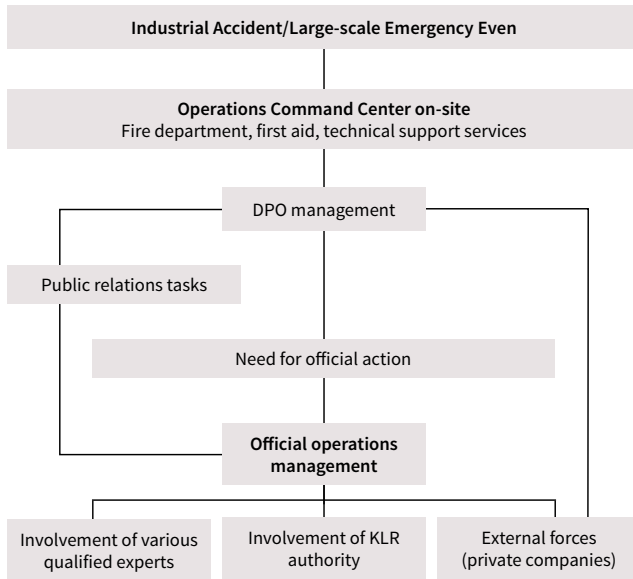 Industrial Accident/Large-scale Emergency Even
Operations Command Center on-site
Fire department, first aid, technical support services
DPO management
Public relations tasks
Need for official action
Official operations
management
Involvement of various
qualified experts
Involvement of KLR
authority
External forces
(private companies)